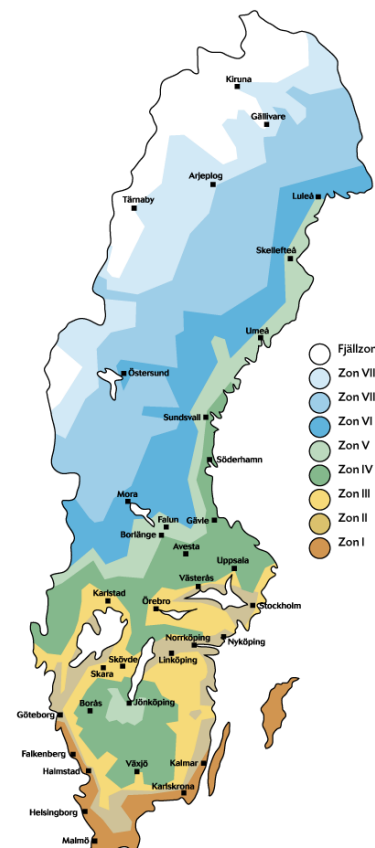 Kiruna
Gällivare
Arjeplog
Tärnaby
Luleå
Skellefteå
Umeå
Östersund
Sundsvall
Söderhamn
Mora
Falun
Gävle
Borlänge
Avesta
Uppsala
Västerås
Karlstad
Örebro
Stockholm
Norrköping
Nyköping
Linköping
Skövde
Skara
Borås
Jönköping
Göteborg
Falkenberg
Växjö
Kalmar
Halmstad
Karlskrona
Helsingborg
Malmö
Fjällzor
Zon VII
Zon VII
Zon VI
Zon V
Zon IV
Zon III
Zon II
Zon I